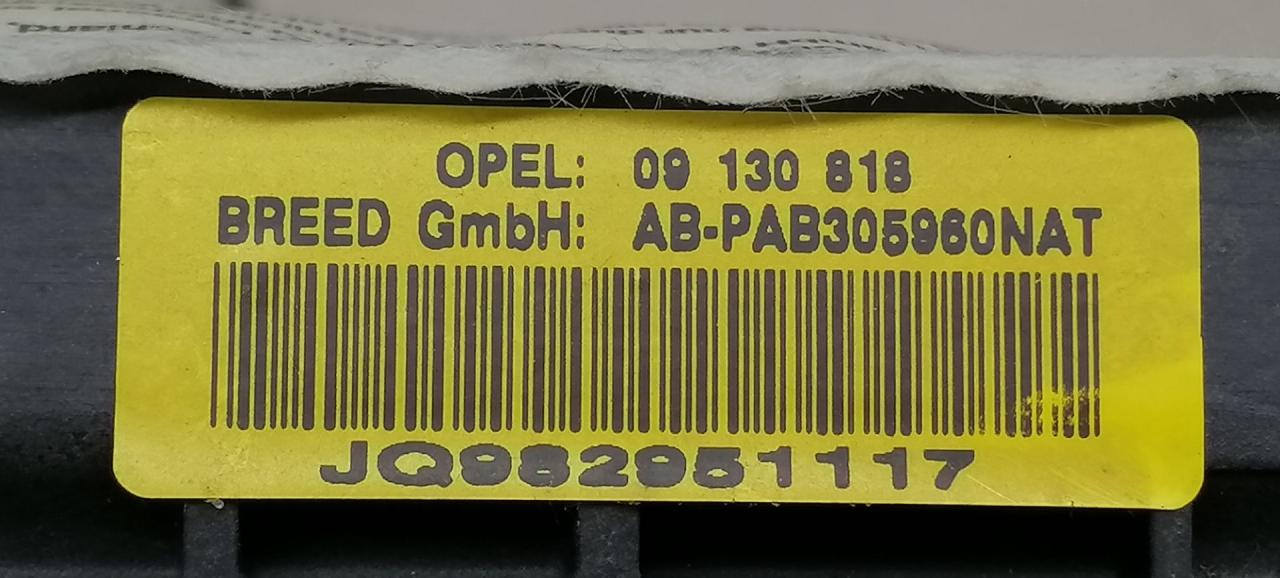 OPEL: 09 130 818
BREED GmbH: AB-PAB305960NAT
JQ982951117